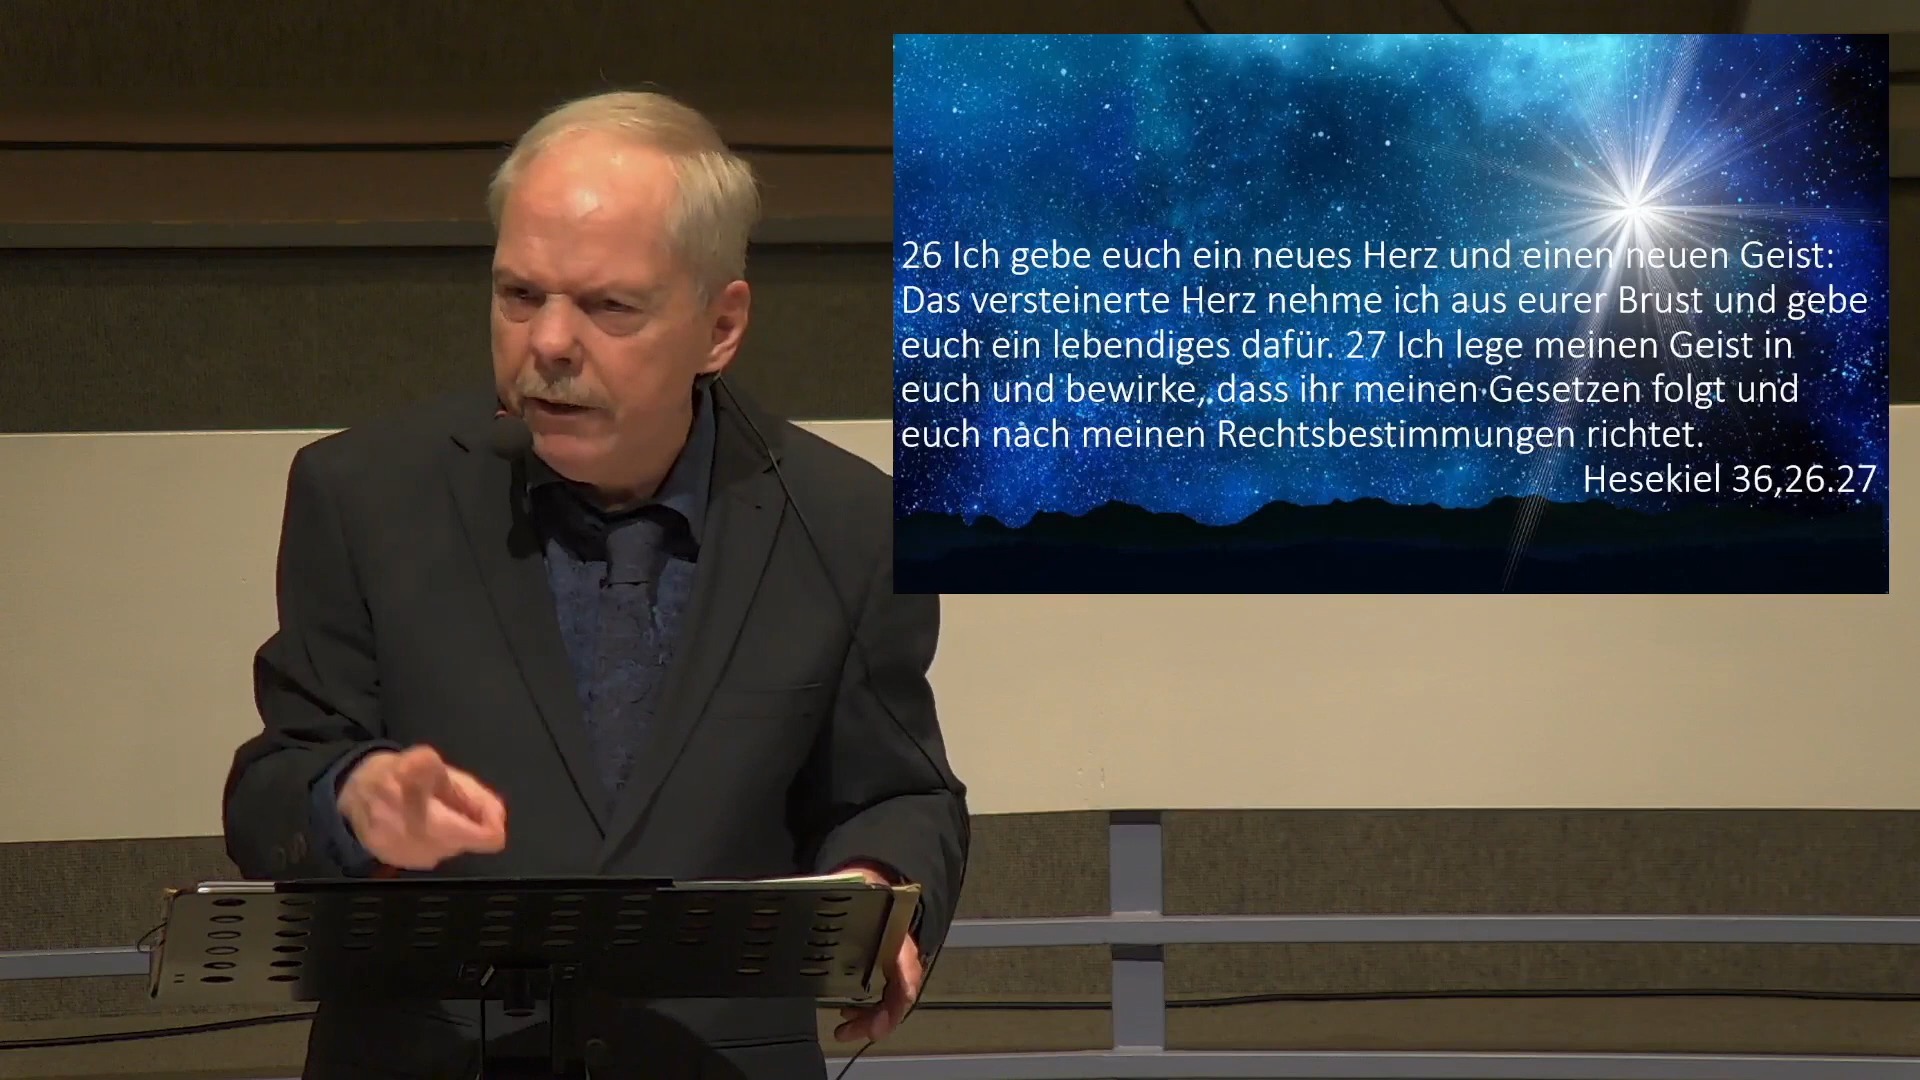 26 Ich gebe euch ein neues Herz und einen neuen Geist:
Das versteinerte Herz nehme ich aus eurer Brust und gebe
euch ein lebendiges dafür. 27 Ich lege meinen Geist in
euch und bewirke, dass ihr meinen Gesetzen folgt und
euch nach meinen Rechtsbestimmungen richtet.
Hesekiel 36,26.27